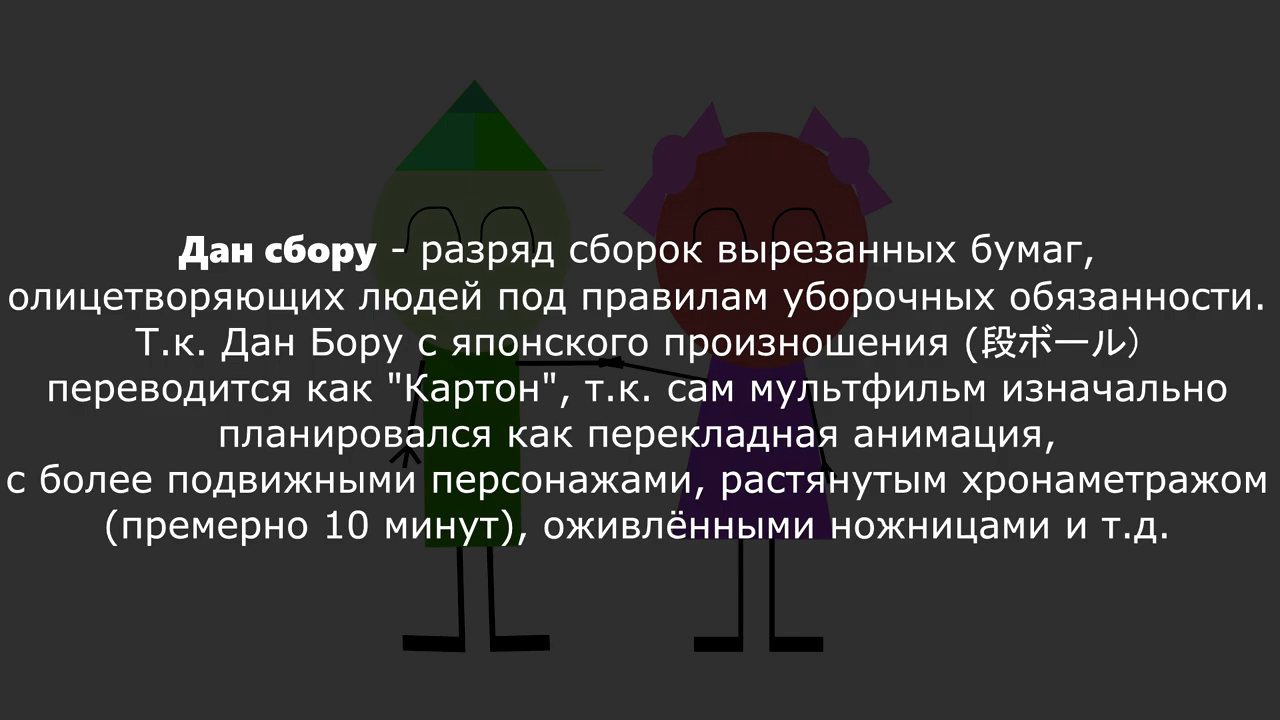 Дан сбору - разряд сборок вырезанных бумаг,
олицетворяющих людей под правилам уборочных обязанности.
Т.к. Дан Бору с японского произношения (段ボール）
переводится как "Картон", т.к. сам мультфильм изначально
планировался как перекладная анимация,
с более подвижными персонажами, растянутым хронометражом
(премерно 10 минут), оживлёнными ножницами и т.д.